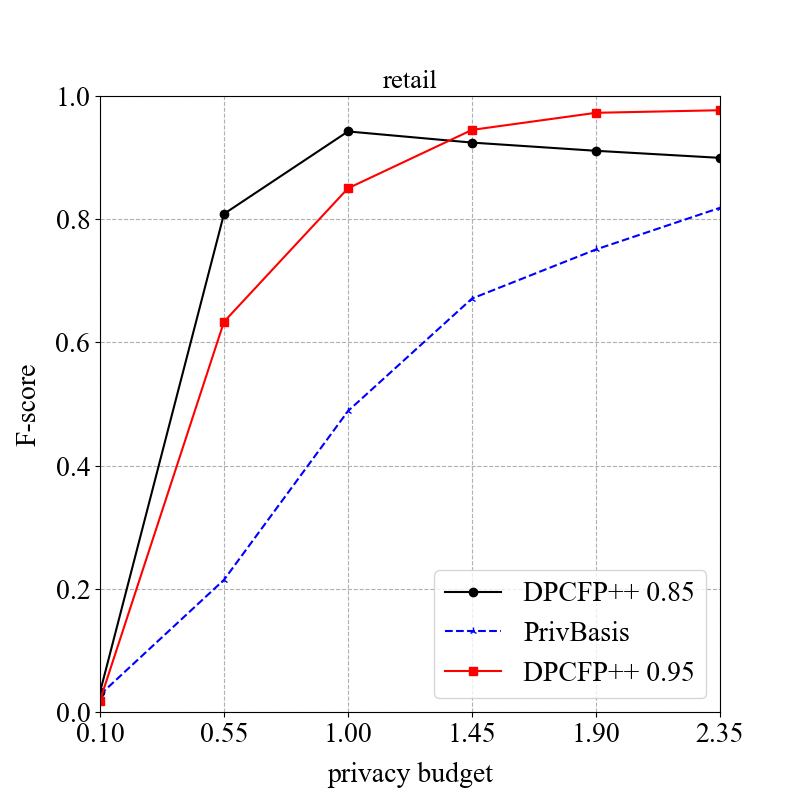 retail
1.0
0.8
0.6
0.4
0.2
0.0
F-score
DPCFP++ 0.85
PrivBasis
DPCFP++ 0.95
0.10 0.55 1.00 1.45 1.90 2.35
privacy budget